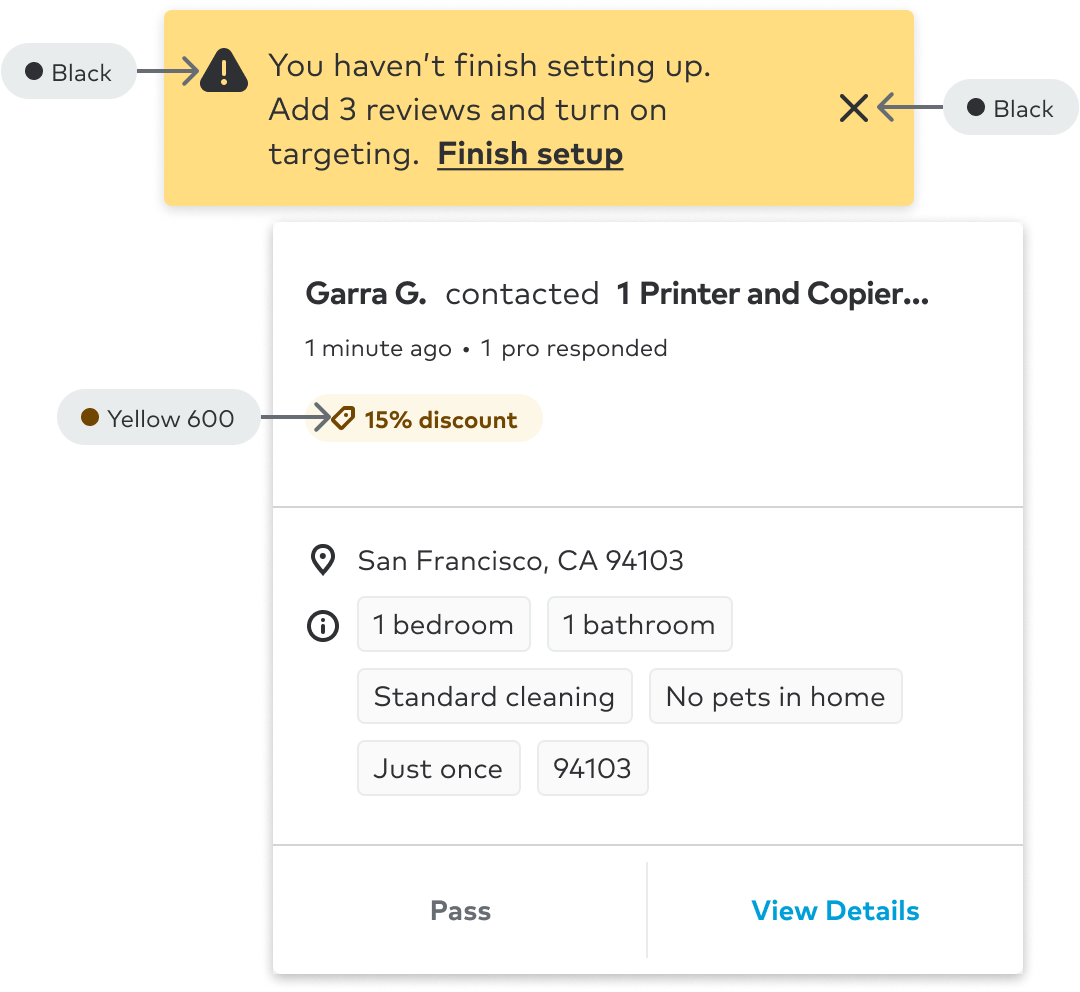 Black
You haven’t finish setting up.
Add 3 reviews and turn on
targeting. Finish setup
Black
Garra G. contacted 1 Printer and Copier...
1 minute ago • 1 pro responded
Yellow 600
15% discount
San Francisco, CA 94103
1 bedroom 1 bathroom
Standard cleaning No pets in home
Just once 94103
Pass View Details